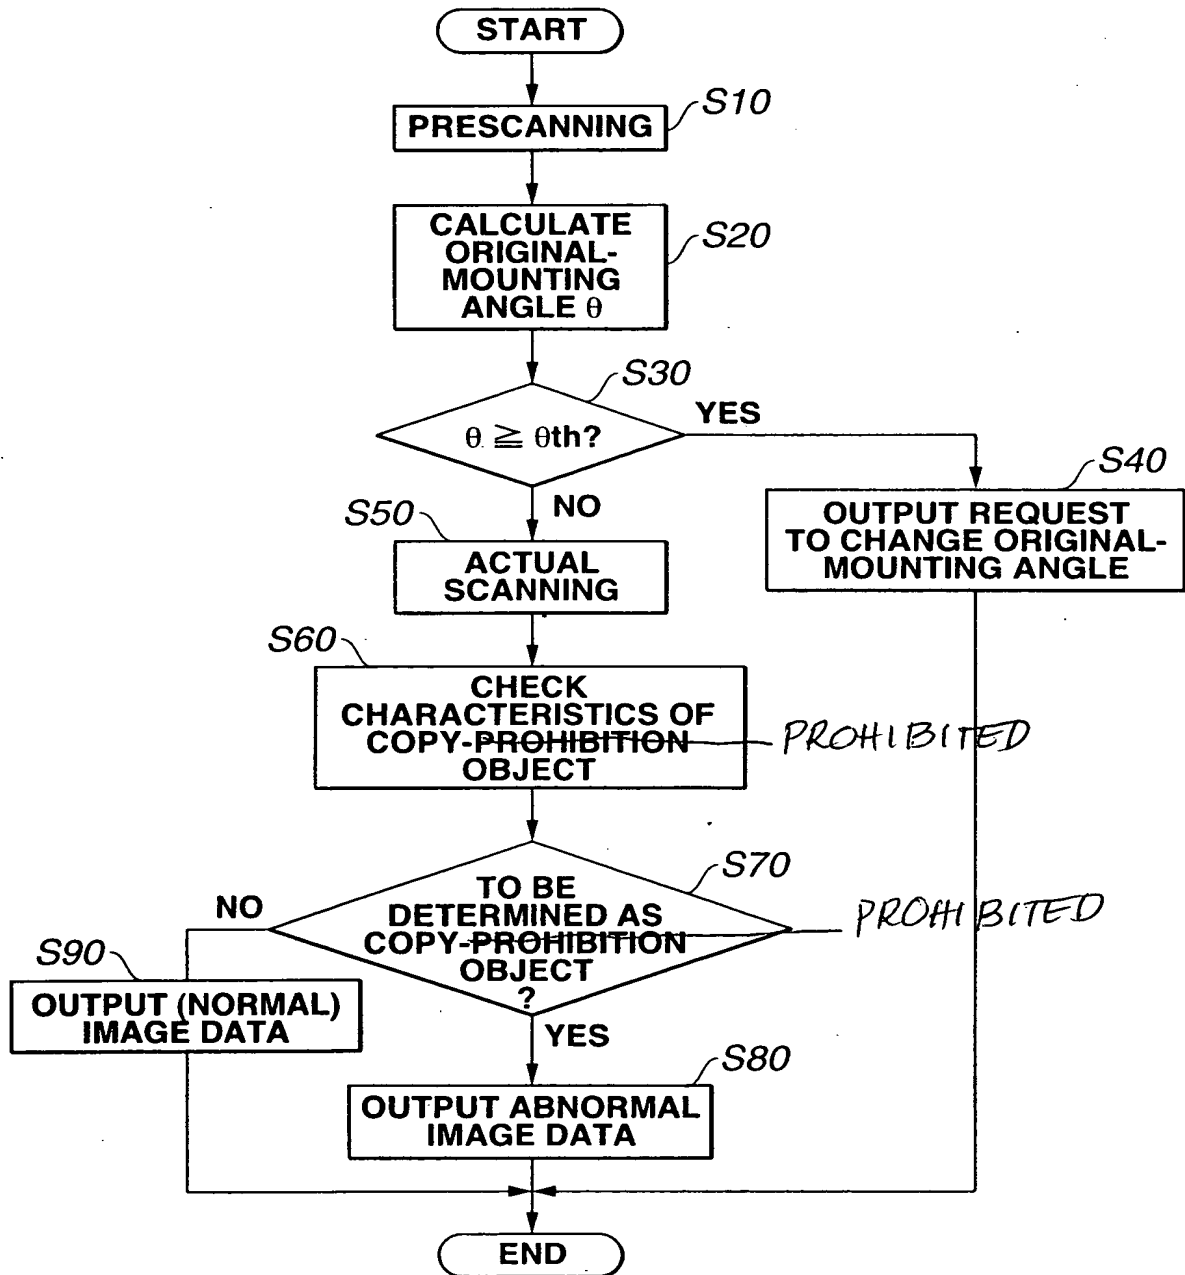 START
S10
PRESCANNING
S20
CALCULATE
ORIGINAL-
MOUNTING
ANGLE θ
S30
θ ≧ θth?
YES
NO
S40
OUTPUT REQUEST
TO CHANGE ORIGINAL-
MOUNTING ANGLE
S50
ACTUAL
SCANNING
S60
CHECK
CHARACTERISTICS OF
COPY-PROHIBITION
OBJECT
PROHIBITED
S70
TO BE
DETERMINED AS
COPY-PROHIBITION
OBJECT
?
PROHIBITED
NO
YES
S90
OUTPUT (NORMAL)
IMAGE DATA
S80
OUTPUT ABNORMAL
IMAGE DATA
END